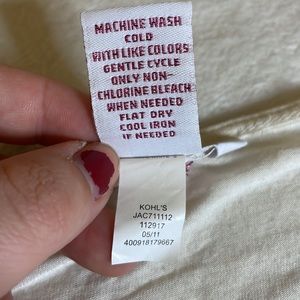 MACHINE WASH
COLD
WITH LIKE COLORS
GENTLE CYCLE
ONLY NON-
CHLORINE BLEACH
WHEN NEEDED
FLAT DRY
COOL IRON
IF NEEDED
KOHL'S
JAC711112
112917
05/11
400918179667